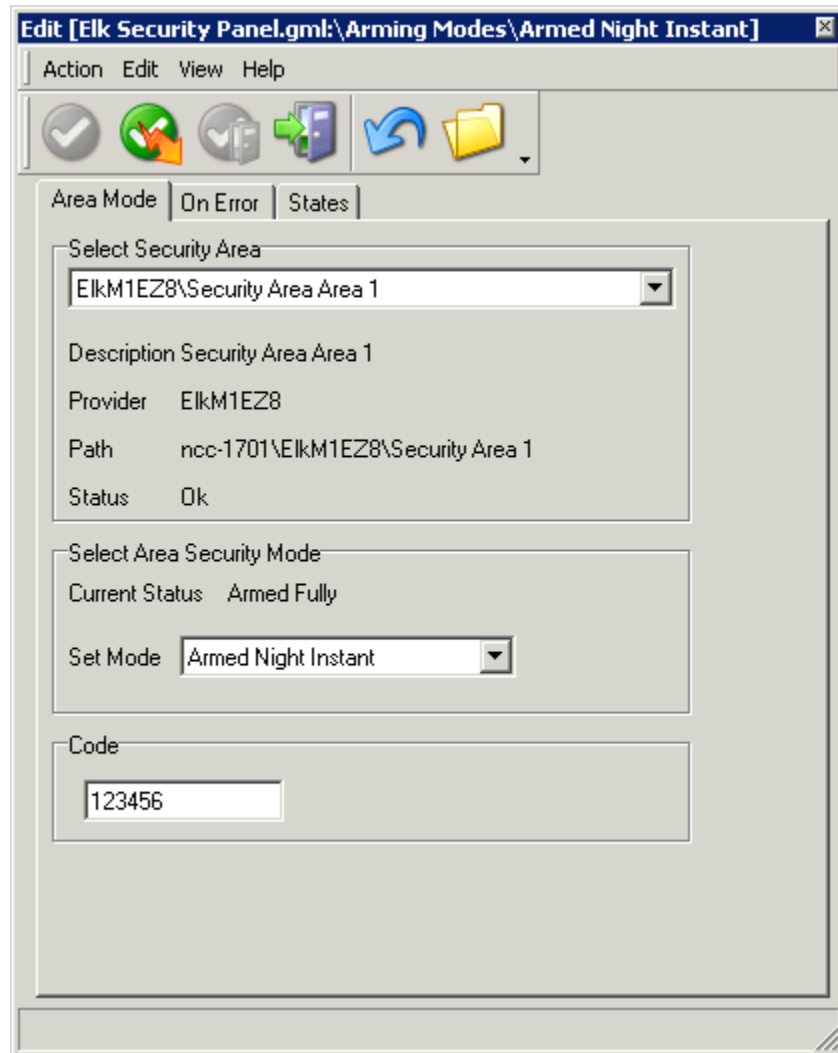 Edit [Elk Security Panel.gml:\Arming Modes\Armed Night Instant]
Action Edit View Help
Area Mode On Error States
Select Security Area
ElkM1EZ8\Security Area Area 1
Description Security Area Area 1
Provider ElkM1EZ8
Path ncc-1701\ElkM1EZ8\Security Area 1
Status Ok
Select Area Security Mode
Current Status Armed Fully
Set Mode Armed Night Instant
Code
123456